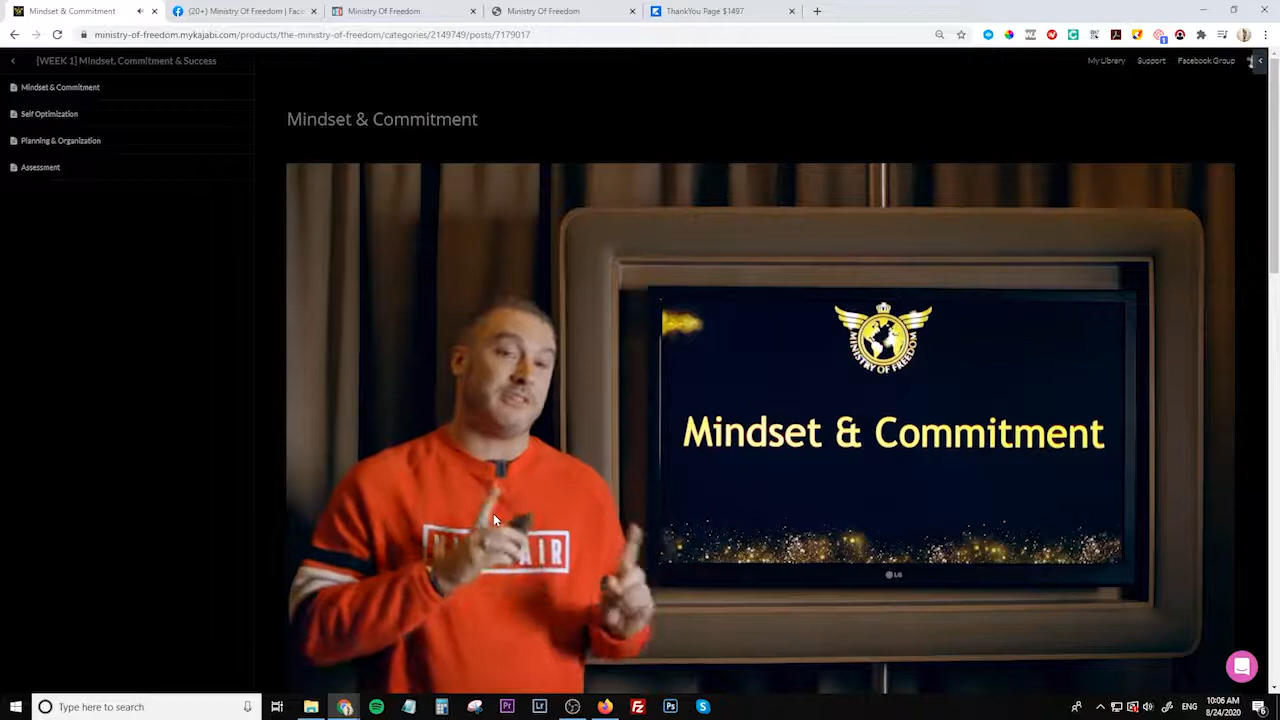 Mindset & Commitment
(20+) Ministry Of Freedom | Fac
Ministry Of Freedom
Ministry Of Freedom
ThankYou Page $1497
ministry-of-freedom.mykajabi.com/products/the-ministry-of-freedom/categories/2149749/posts/7179017
[WEEK 1] Mindset, Commitment & Success
My Library
Support
Facebook Group
Mindset & Commitment
Self Optimization
Planning & Organization
Assessment
Mindset & Commitment
MINISTRY OF FREEDOM
Mindset & Commitment
LG
Type here to search
ENG
10:06 AM
8/24/2020